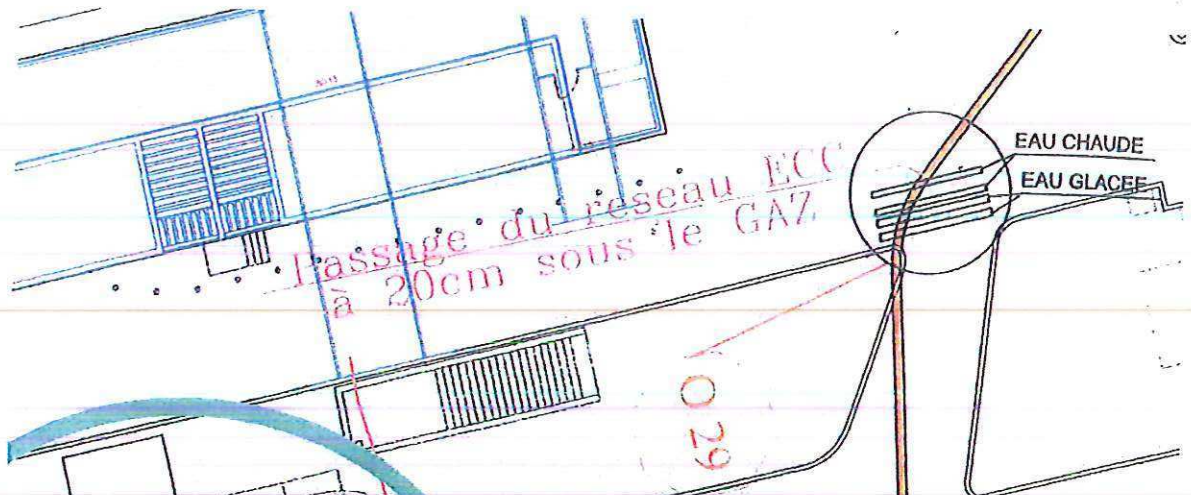 EAU CHAUDE
EAU GLACEE
Passage du reseau ECC
à 20cm sous le GAZ
O 29